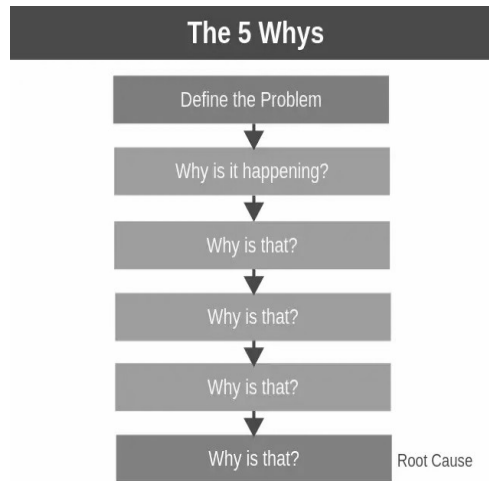 The 5 Whys
Define the Problem
Why is it happening?
Why is that?
Why is that?
Why is that?
Why is that?
Root Cause